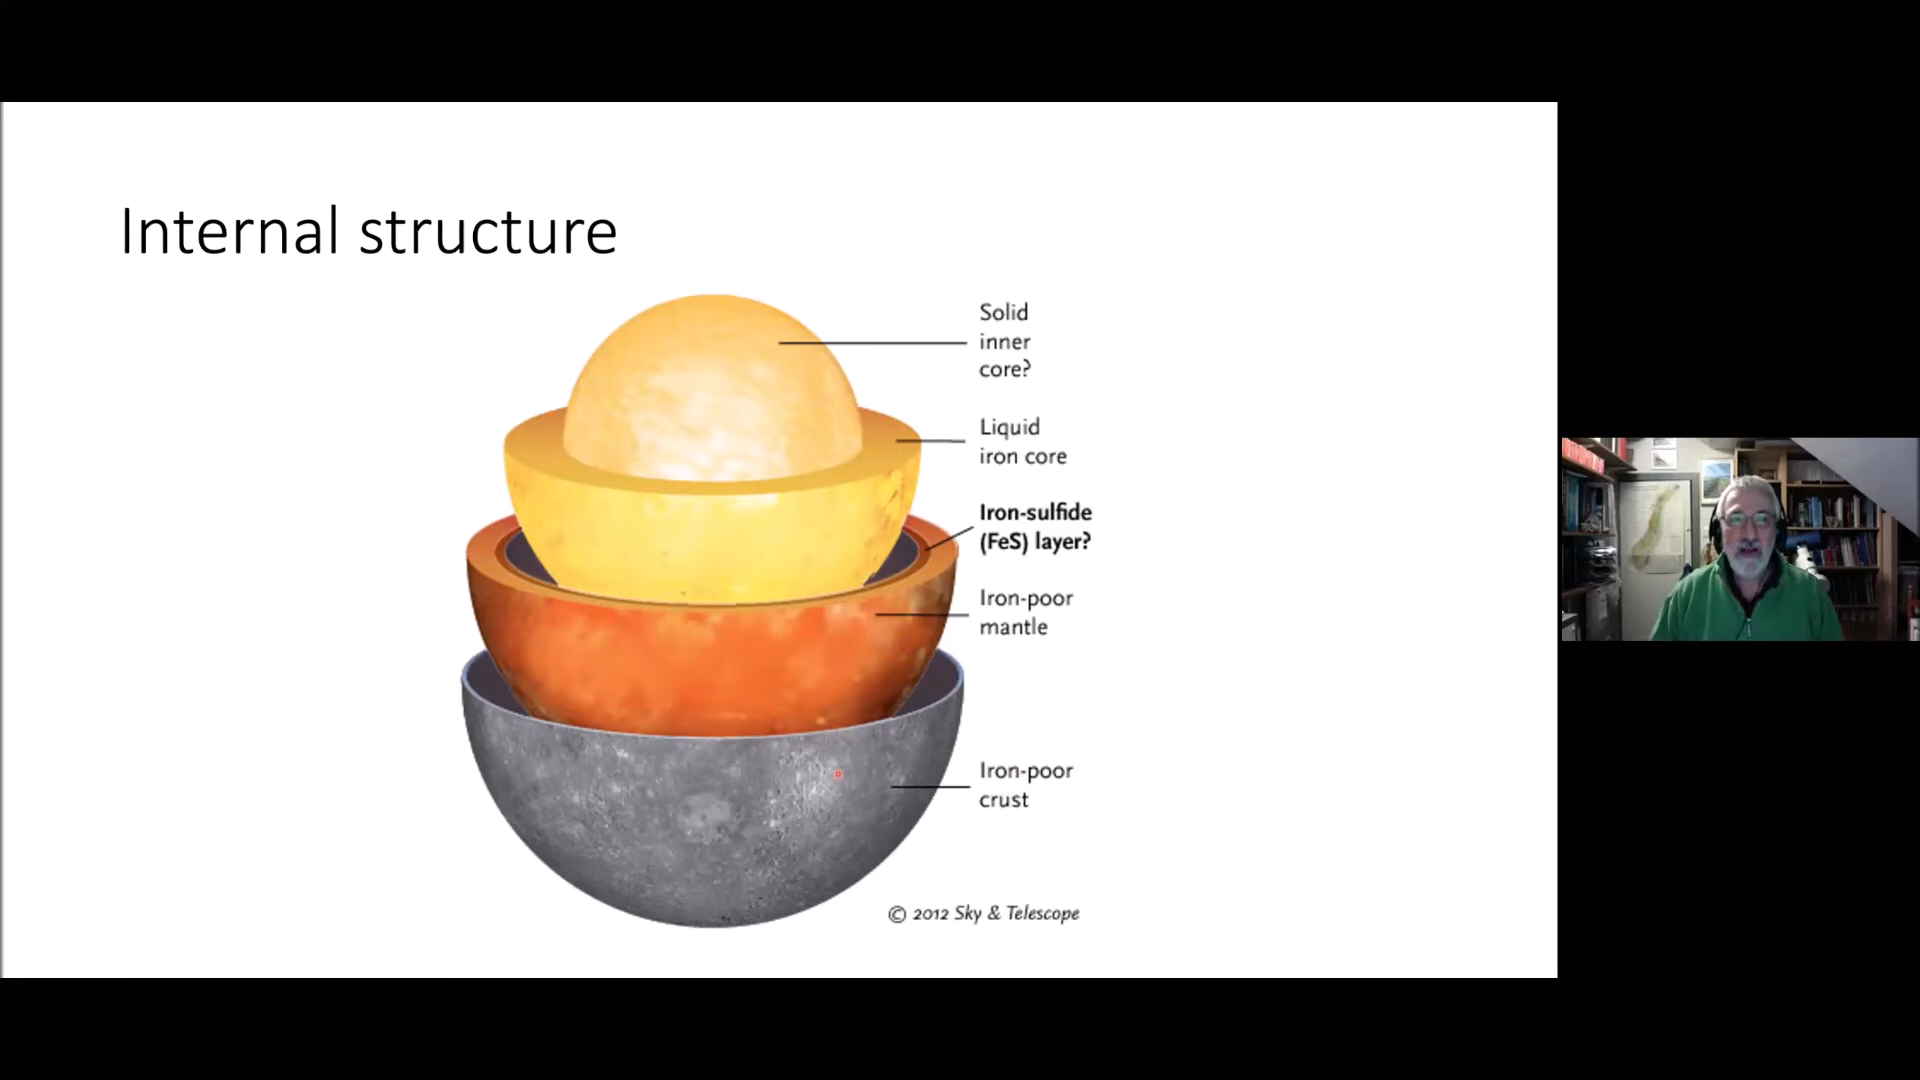 Internal structure
Solid
inner
core?
Liquid
iron core
Iron-sulfide
(FeS) layer?
Iron-poor
mantle
Iron-poor
crust
© 2012 Sky & Telescope